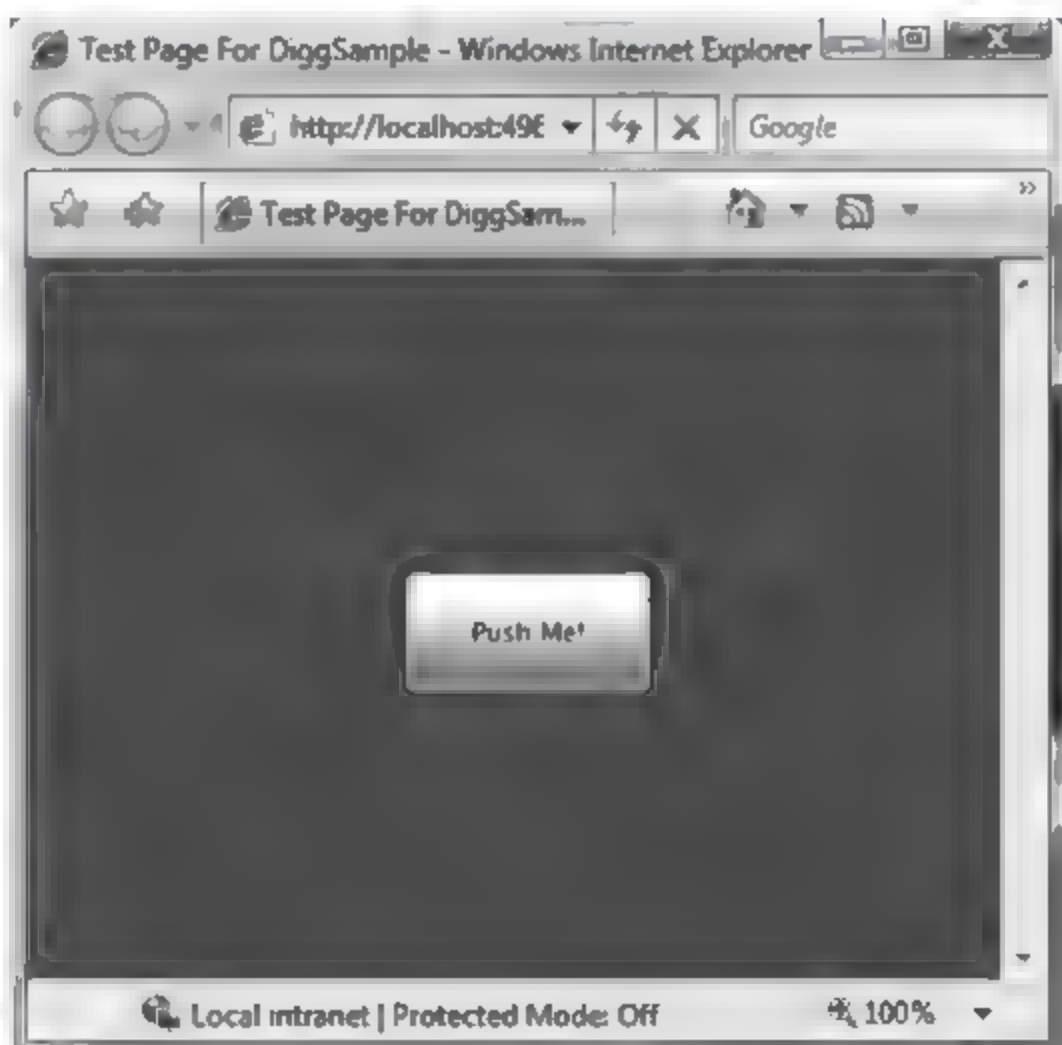 Test Page For DiggSample - Windows Internet Explorer
http://localhost:498
Google
Test Page For DiggSam...
Push Me!
Local intranet | Protected Mode: Off
100%